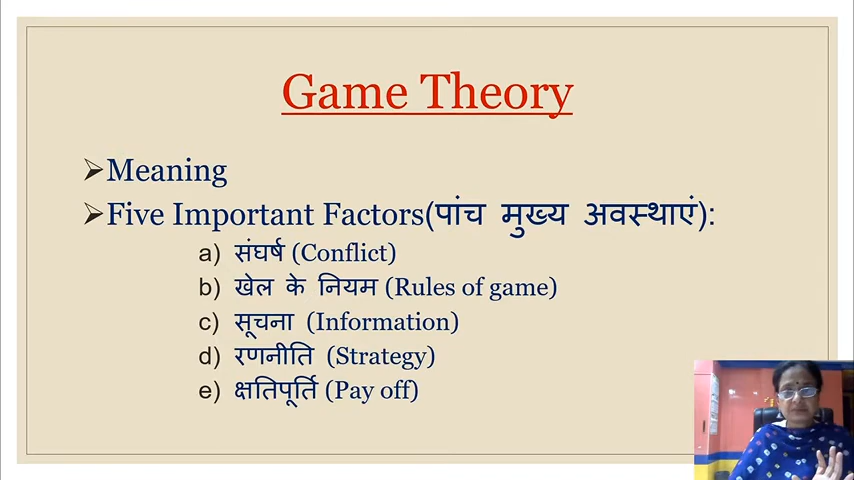 Game Theory
➢Meaning
➢Five Important Factors(पांच मुख्य अवस्थाएं):
a) संघर्ष (Conflict)
b) खेल के नियम (Rules of game)
c) सूचना (Information)
d) रणनीति (Strategy)
e) क्षतिपूर्ति (Pay off)